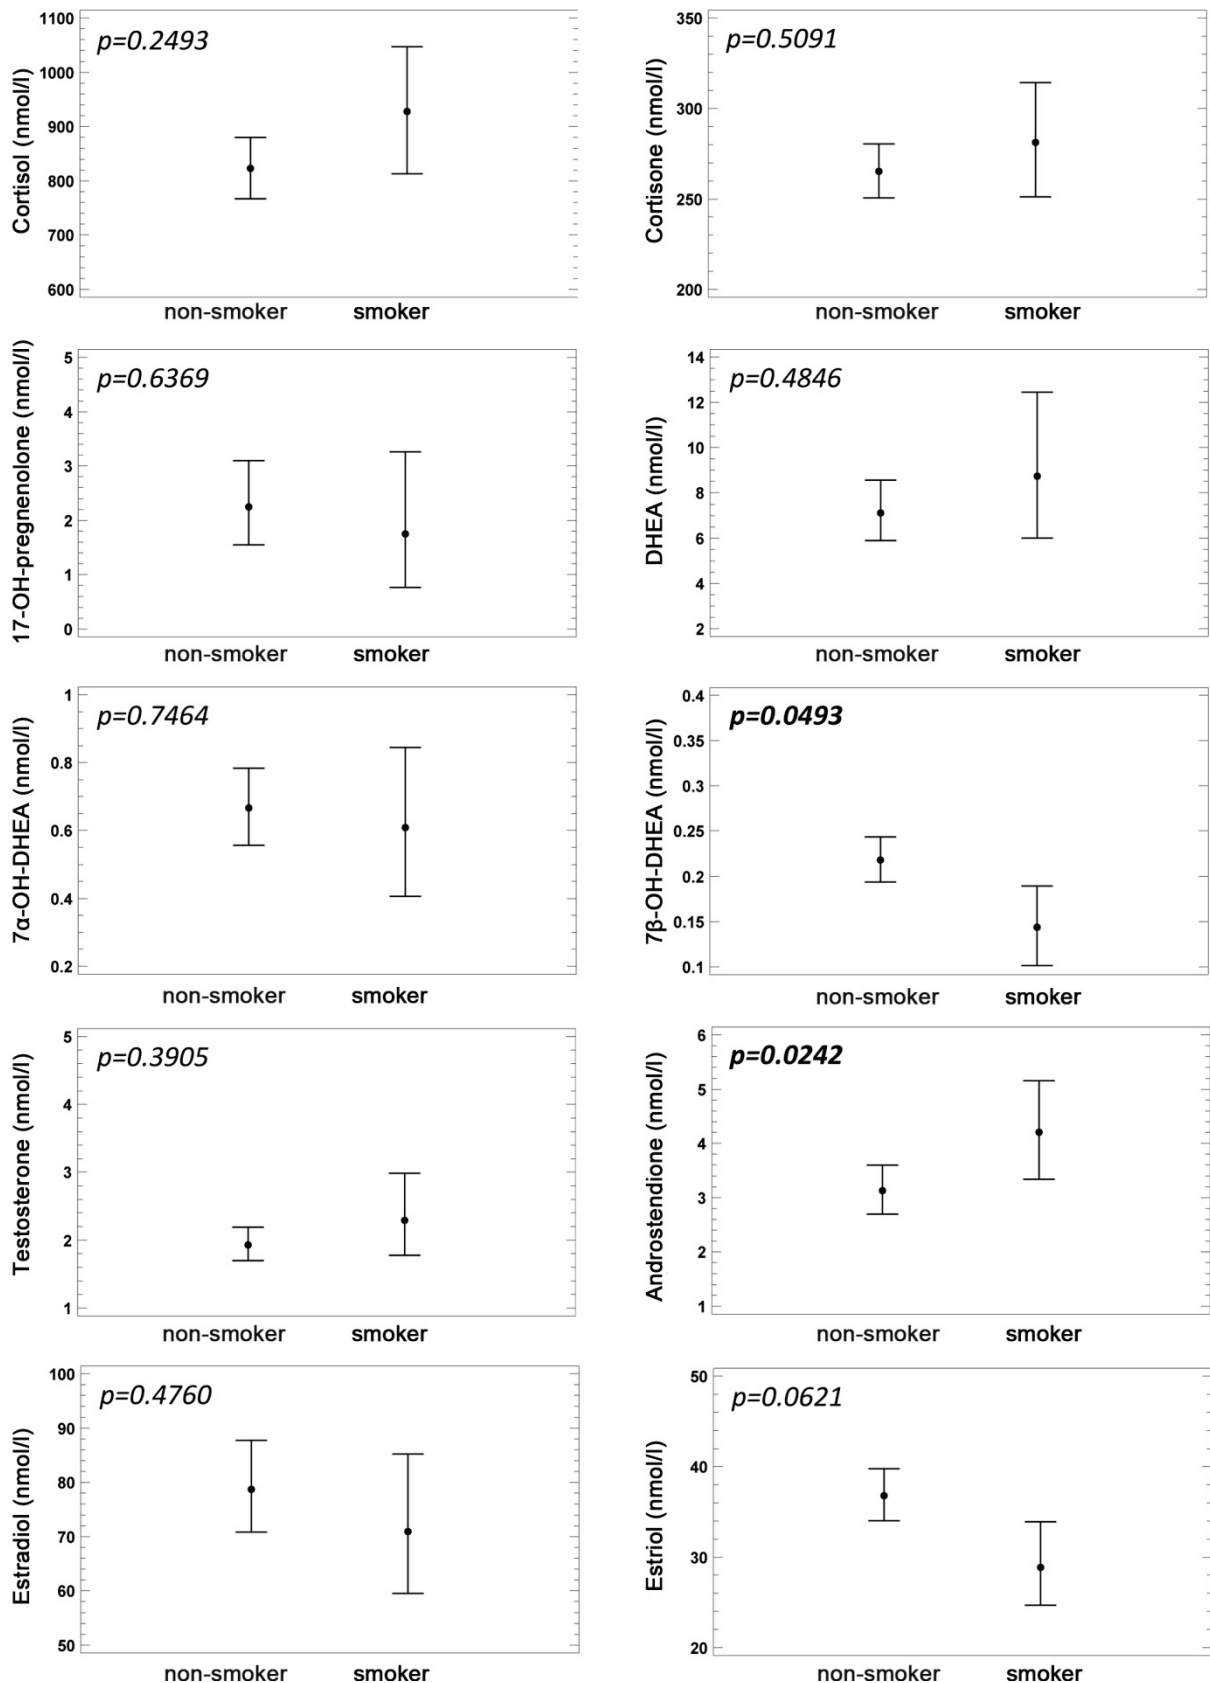 Cortisol (nmol/l)
1100
1000
900
800
700
600
p=0.2493
non-smoker smoker
Cortisone (nmol/l)
350
300
250
200
p=0.5091
non-smoker smoker
17-OH-pregnenolone (nmol/l)
5
4
3
2
1
0
p=0.6369
non-smoker smoker
DHEA (nmol/l)
14
12
10
8
6
4
2
p=0.4846
non-smoker smoker
7α-OH-DHEA (nmol/l)
1
0.8
0.6
0.4
0.2
p=0.7464
non-smoker smoker
7β-OH-DHEA (nmol/l)
0.4
0.35
0.3
0.25
0.2
0.15
0.1
p=0.0493
non-smoker smoker
Testosterone (nmol/l)
5
4
3
2
1
p=0.3905
non-smoker smoker
Androstendione (nmol/l)
6
5
4
3
2
1
p=0.0242
non-smoker smoker
Estradiol (nmol/l)
100
90
80
70
60
50
p=0.4760
non-smoker smoker
Estriol (nmol/l)
50
40
30
20
p=0.0621
non-smoker smoker